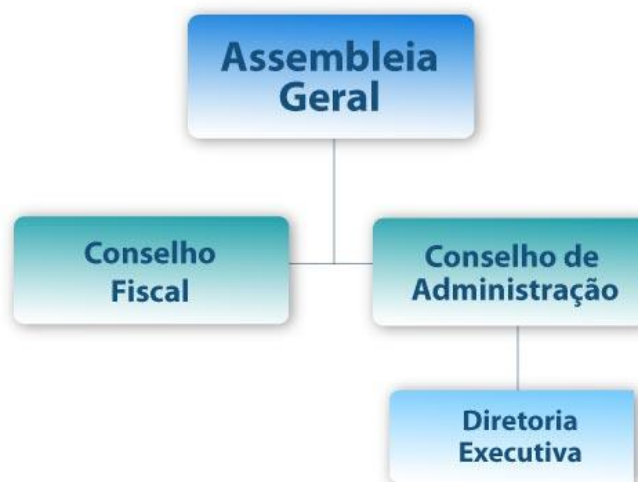 Assembleia
Geral
Conselho
Fiscal
Conselho de
Administração
Diretoria
Executiva